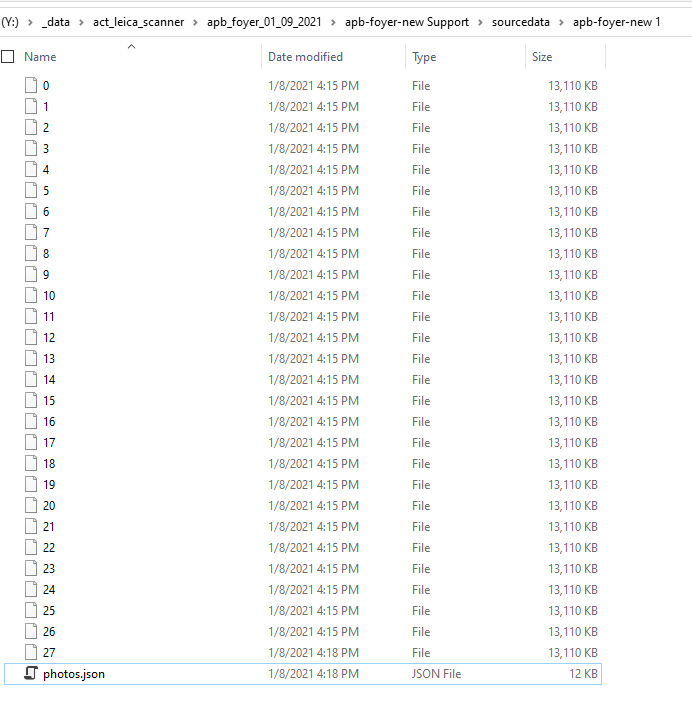 (Y:) > _data > act_leica_scanner > apb_foyer_01_09_2021 > apb-foyer-new Support > sourcedata > apb-foyer-new 1
Name Date modified Type Size
0 1/8/2021 4:15 PM File 13,110 KB
1 1/8/2021 4:15 PM File 13,110 KB
2 1/8/2021 4:15 PM File 13,110 KB
3 1/8/2021 4:15 PM File 13,110 KB
4 1/8/2021 4:15 PM File 13,110 KB
5 1/8/2021 4:15 PM File 13,110 KB
6 1/8/2021 4:15 PM File 13,110 KB
7 1/8/2021 4:15 PM File 13,110 KB
8 1/8/2021 4:15 PM File 13,110 KB
9 1/8/2021 4:15 PM File 13,110 KB
10 1/8/2021 4:15 PM File 13,110 KB
11 1/8/2021 4:15 PM File 13,110 KB
12 1/8/2021 4:15 PM File 13,110 KB
13 1/8/2021 4:15 PM File 13,110 KB
14 1/8/2021 4:15 PM File 13,110 KB
15 1/8/2021 4:15 PM File 13,110 KB
16 1/8/2021 4:15 PM File 13,110 KB
17 1/8/2021 4:15 PM File 13,110 KB
18 1/8/2021 4:15 PM File 13,110 KB
19 1/8/2021 4:15 PM File 13,110 KB
20 1/8/2021 4:15 PM File 13,110 KB
21 1/8/2021 4:15 PM File 13,110 KB
22 1/8/2021 4:15 PM File 13,110 KB
23 1/8/2021 4:15 PM File 13,110 KB
24 1/8/2021 4:15 PM File 13,110 KB
25 1/8/2021 4:15 PM File 13,110 KB
26 1/8/2021 4:15 PM File 13,110 KB
27 1/8/2021 4:18 PM File 13,110 KB
photos.json 1/8/2021 4:18 PM JSON File 12 KB